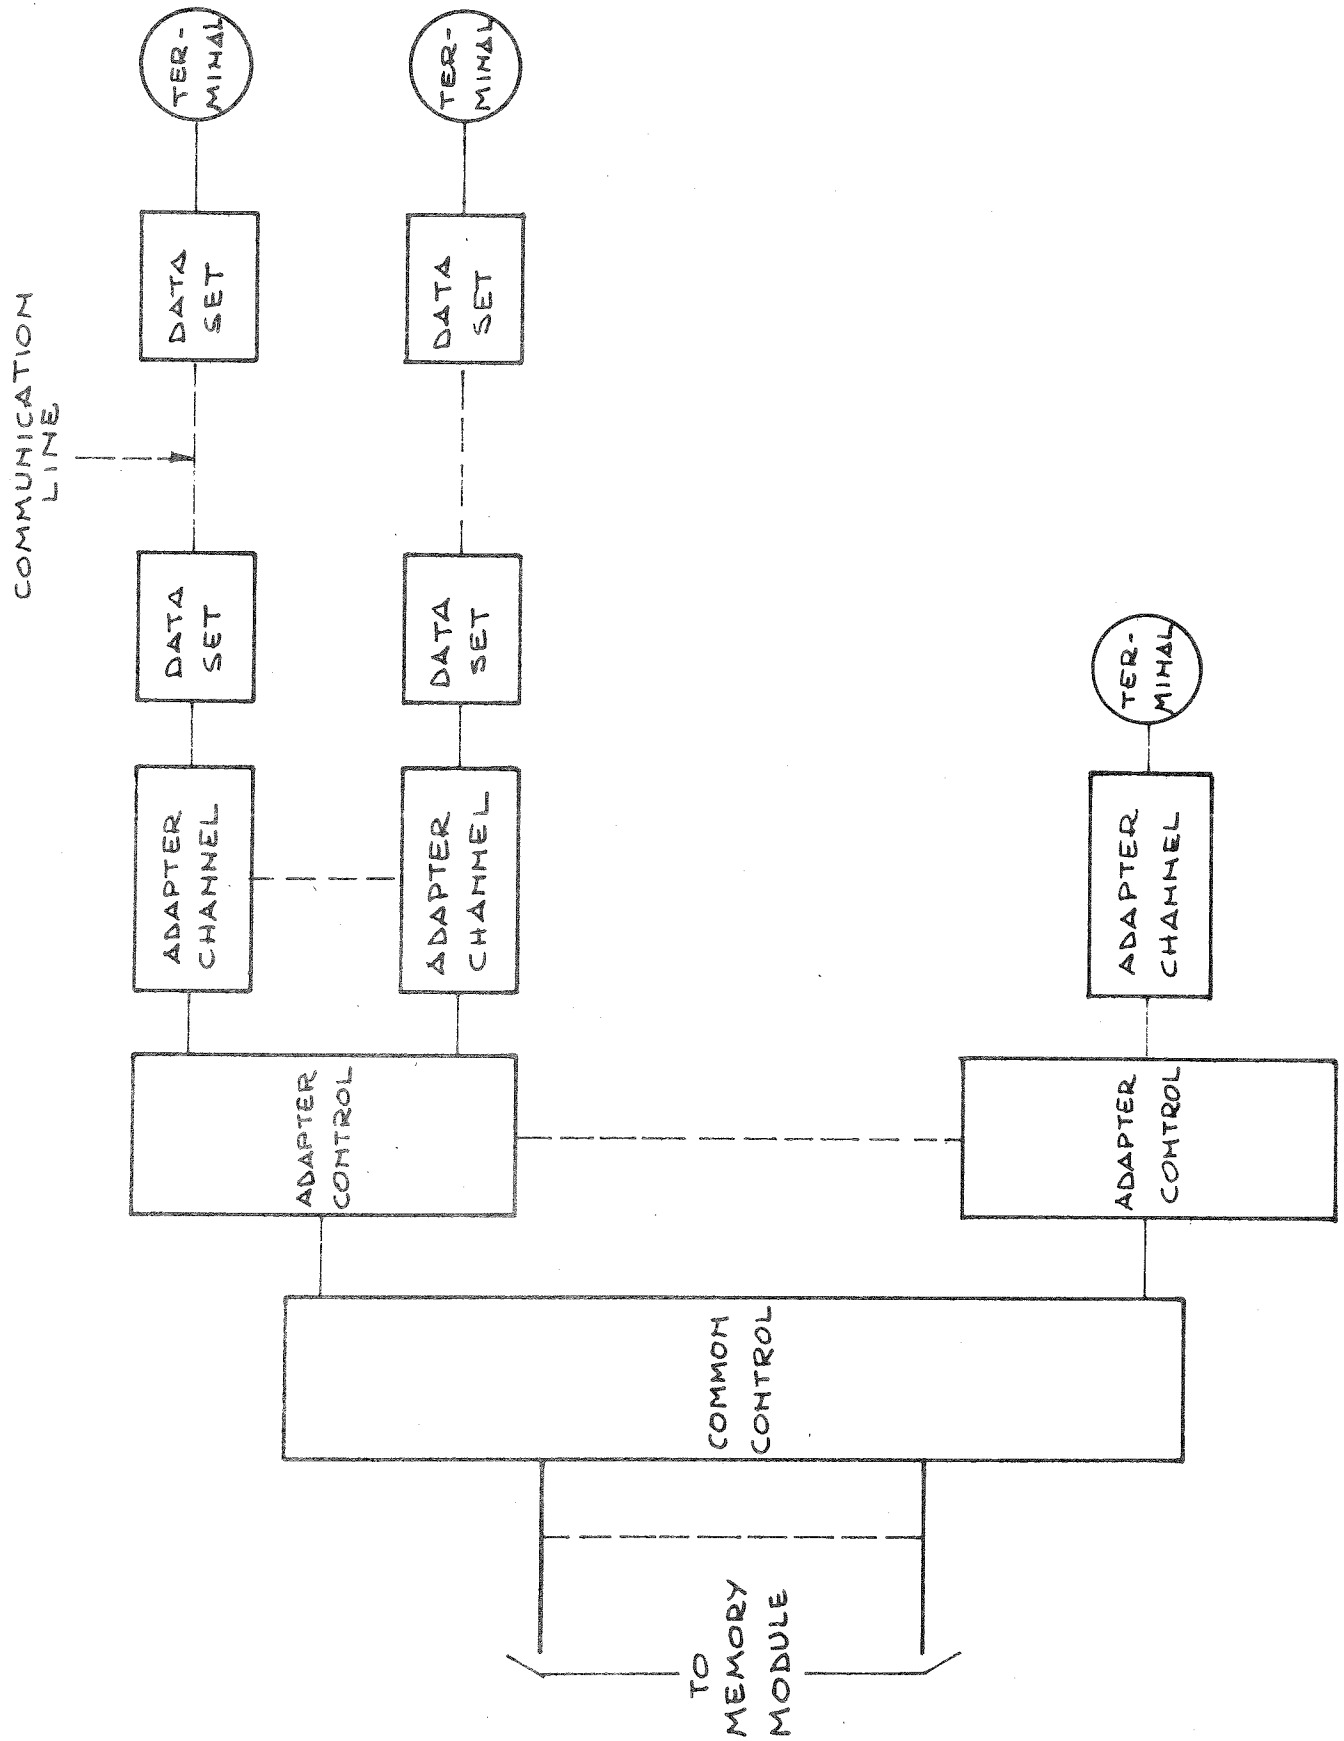 COMMUNICATION
LINE
TER-
MINAL
DATA
SET
DATA
SET
ADAPTER
CHANNEL
ADAPTER
CONTROL
TER-
MINAL
DATA
SET
DATA
SET
ADAPTER
CHANNEL
TER-
MINAL
ADAPTER
CHANNEL
ADAPTER
CONTROL
COMMON
CONTROL
TO
MEMORY
MODULE